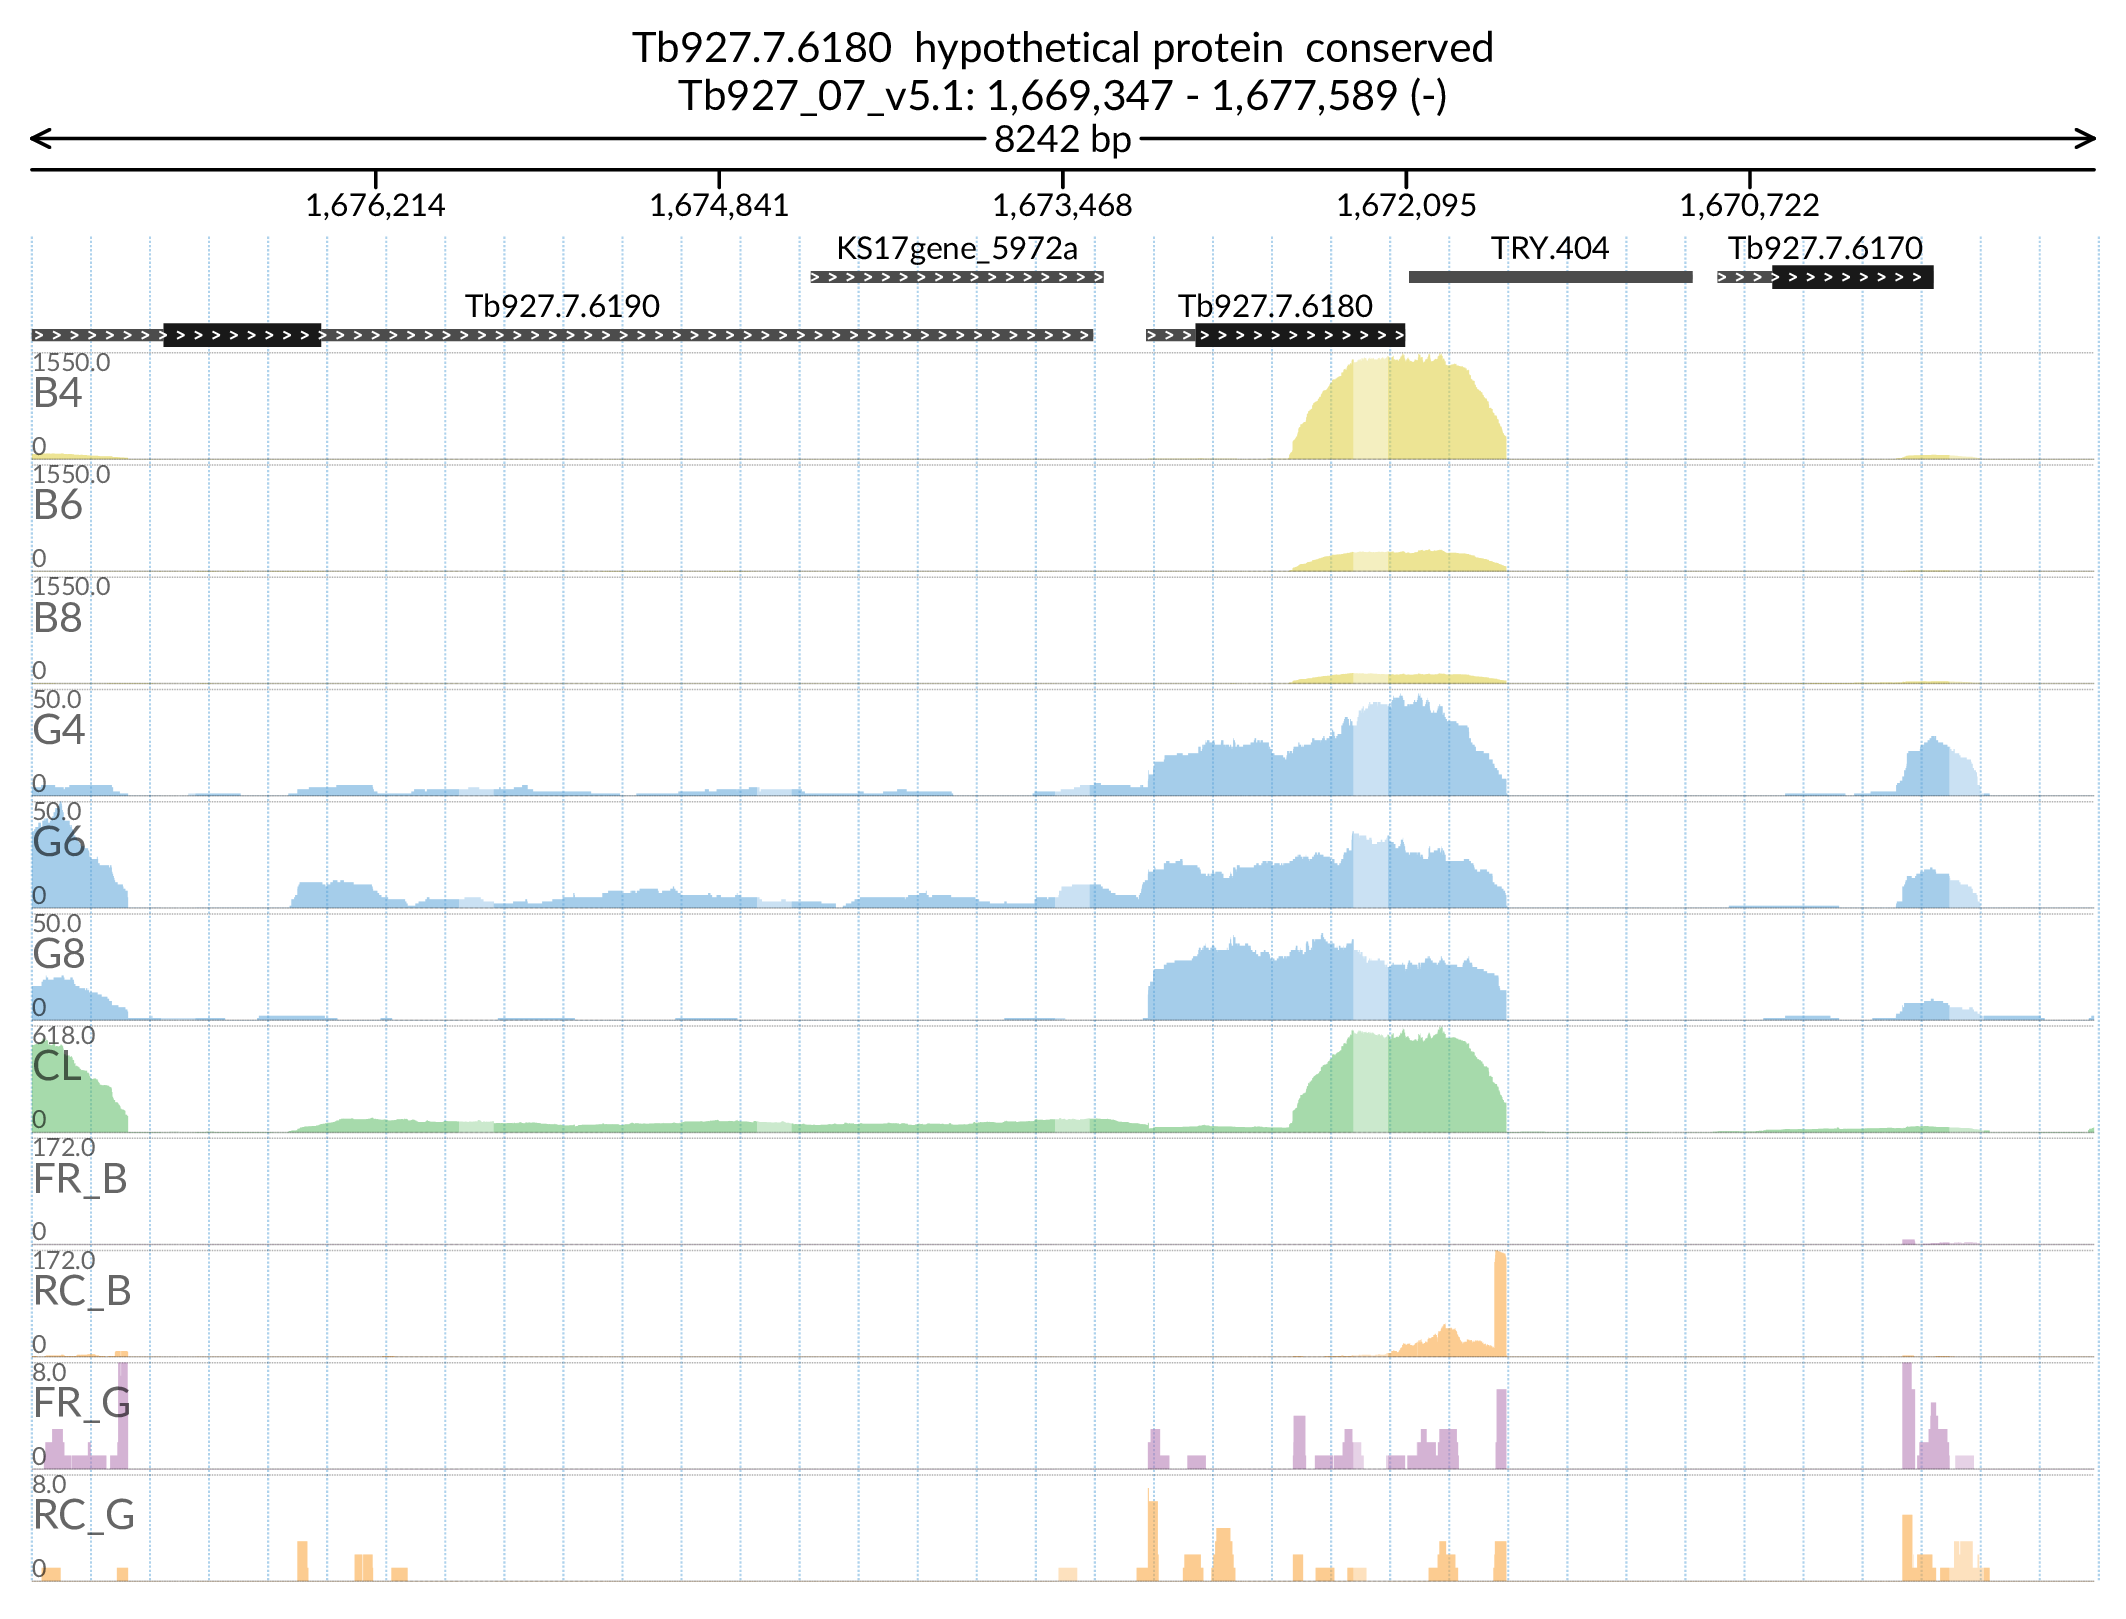 Tb927.7.6180 hypothetical protein conserved
Tb927_07_v5.1: 1,669,347 - 1,677,589 (-)
8242 bp
1,676,214 1,674,841 1,673,468 1,672,095 1,670,722
KS17gene_5972a TRY.404 Tb927.7.6170
Tb927.7.6190 Tb927.7.6180
1550.0
B4
0
1550.0
B6
0
1550.0
B8
0
50.0
G4
0
50.0
G6
0
50.0
G8
0
618.0
CL
0
172.0
FR_B
0
172.0
RC_B
0
8.0
FR_G
0
8.0
RC_G
0